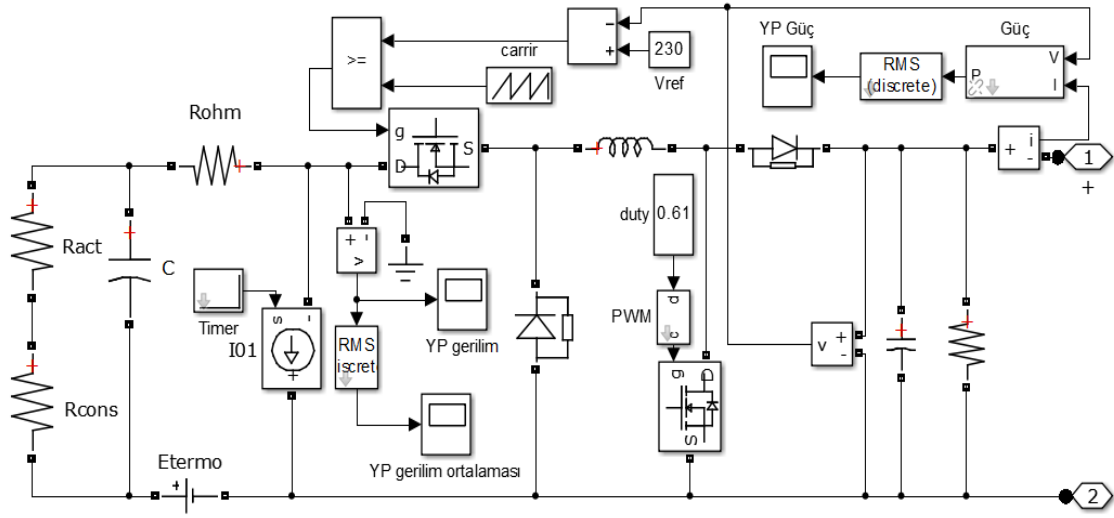 YP Güç
Güç
carrir
>=
−
+
230
Vref
RMS
(discrete)
P
V
I
Rohm
g
D
S
+
i
-
1
+
Ract
C
+
-
v
duty
0.61
Timer
s
-
+
I01
RMS
iscrete
YP gerilim
PWM
d
c
v
+
-
g
D
S
Rcons
YP gerilim ortalaması
Etermo
+
2